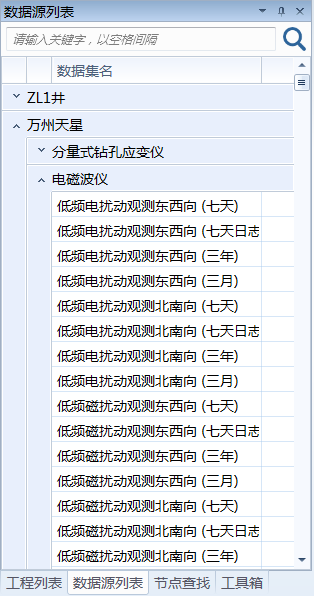 数据源列表
请输入关键字，以空格间隔
数据集名
ZL1井
万州天星
分量式钻孔应变仪
电磁波仪
低频电扰动观测东西向 (七天)
低频电扰动观测东西向 (七天日志
低频电扰动观测东西向 (三年)
低频电扰动观测东西向 (三月)
低频电扰动观测北南向 (七天)
低频电扰动观测北南向 (七天日志
低频电扰动观测北南向 (三年)
低频电扰动观测北南向 (三月)
低频磁扰动观测东西向 (七天)
低频磁扰动观测东西向 (七天日志
低频磁扰动观测东西向 (三年)
低频磁扰动观测东西向 (三月)
低频磁扰动观测北南向 (七天)
低频磁扰动观测北南向 (七天日志
低频磁扰动观测北南向 (三年)
工程列表 数据源列表 节点查找 工具箱